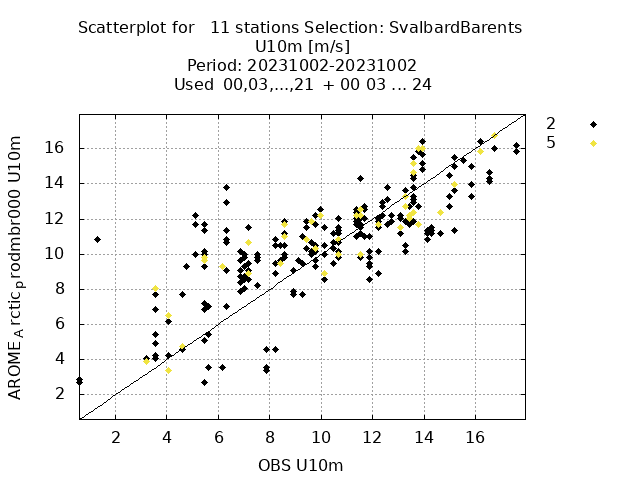 Scatterplot for 11 stations Selection: SvalbardBarents
U10m [m/s]
Period: 20231002-20231002
Used 00,03,...,21 + 00 03 ... 24
2
5
AROME_Arctic_prodmbr000 U10m
16
14
12
10
8
6
4
2
2 4 6 8 10 12 14 16
OBS U10m